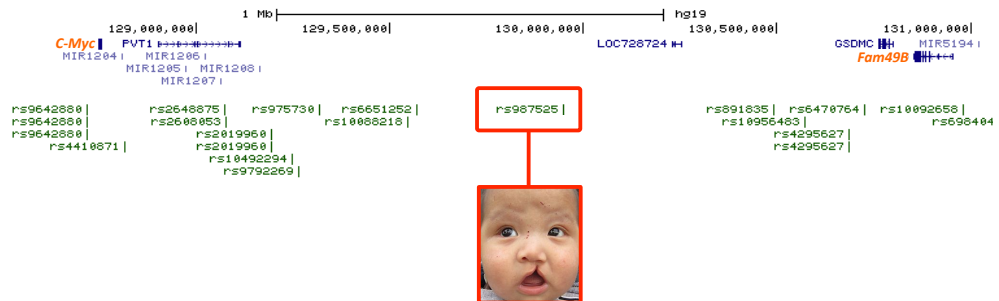 1 Mb hg19
129,000,000| 129,500,000| 130,000,000| 130,500,000| 131,000,000|
C-Myc PVT1 LOC728724 GSDMC MIR5194
MIR1204 MIR1206 Fam49B
MIR1205 MIR1208
MIR1207
rs9642880 rs2648875 rs975730 rs6651252 rs987525 rs891835 rs6470764 rs10092658
rs9642880 rs2608053 rs10088218 rs10956483 rs698404
rs9642880 rs2019960 rs4295627
rs4410871 rs2019960 rs4295627
rs10492294
rs9792269